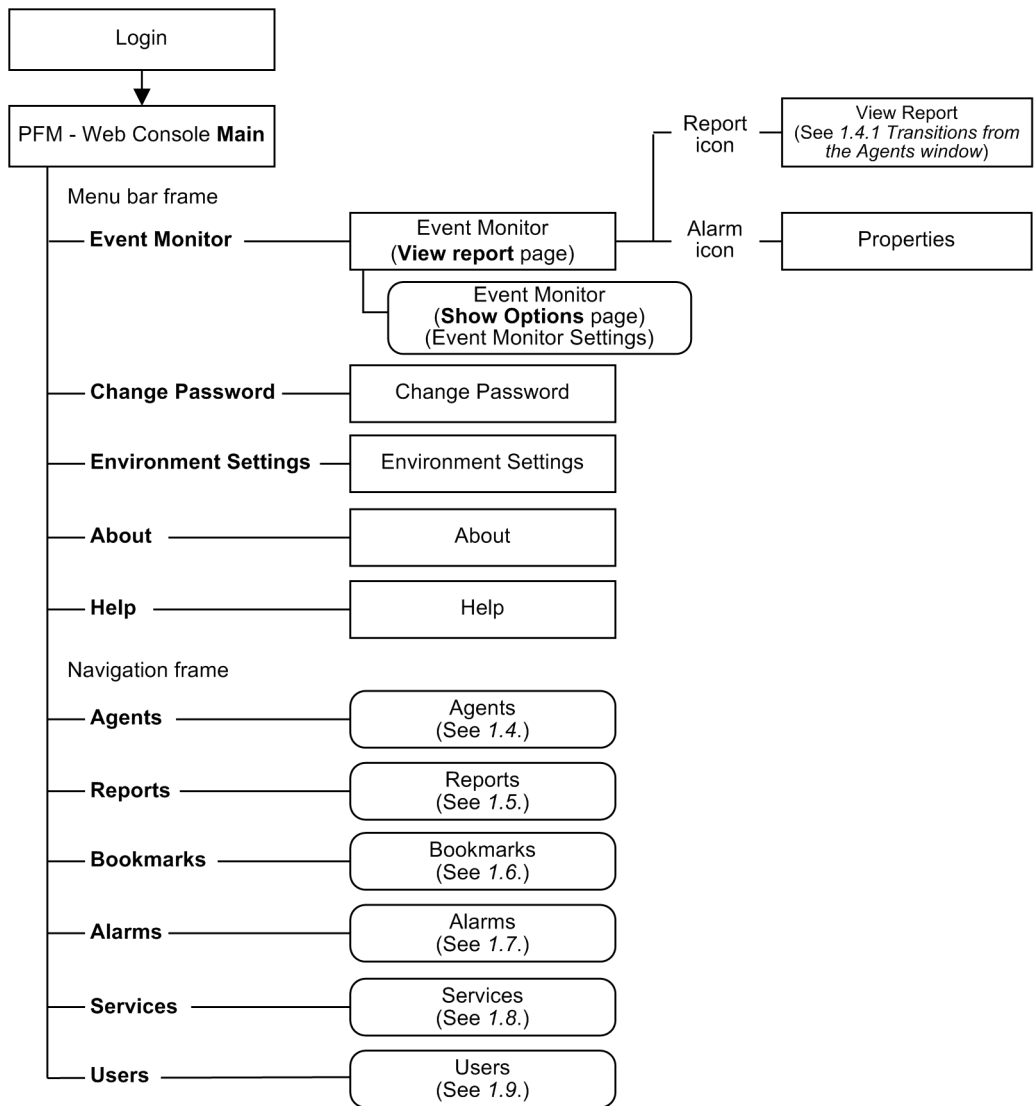 Login
PFM - Web Console Main
Report
icon
View Report
(See 1.4.1 Transitions from
the Agents window)
Menu bar frame
Event Monitor
Event Monitor
(View report page)
Alarm
icon
Properties
Event Monitor
(Show Options page)
(Event Monitor Settings)
Change Password
Change Password
Environment Settings
Environment Settings
About
About
Help
Help
Navigation frame
Agents
Agents
(See 1.4.)
Reports
Reports
(See 1.5.)
Bookmarks
Bookmarks
(See 1.6.)
Alarms
Alarms
(See 1.7.)
Services
Services
(See 1.8.)
Users
Users
(See 1.9.)